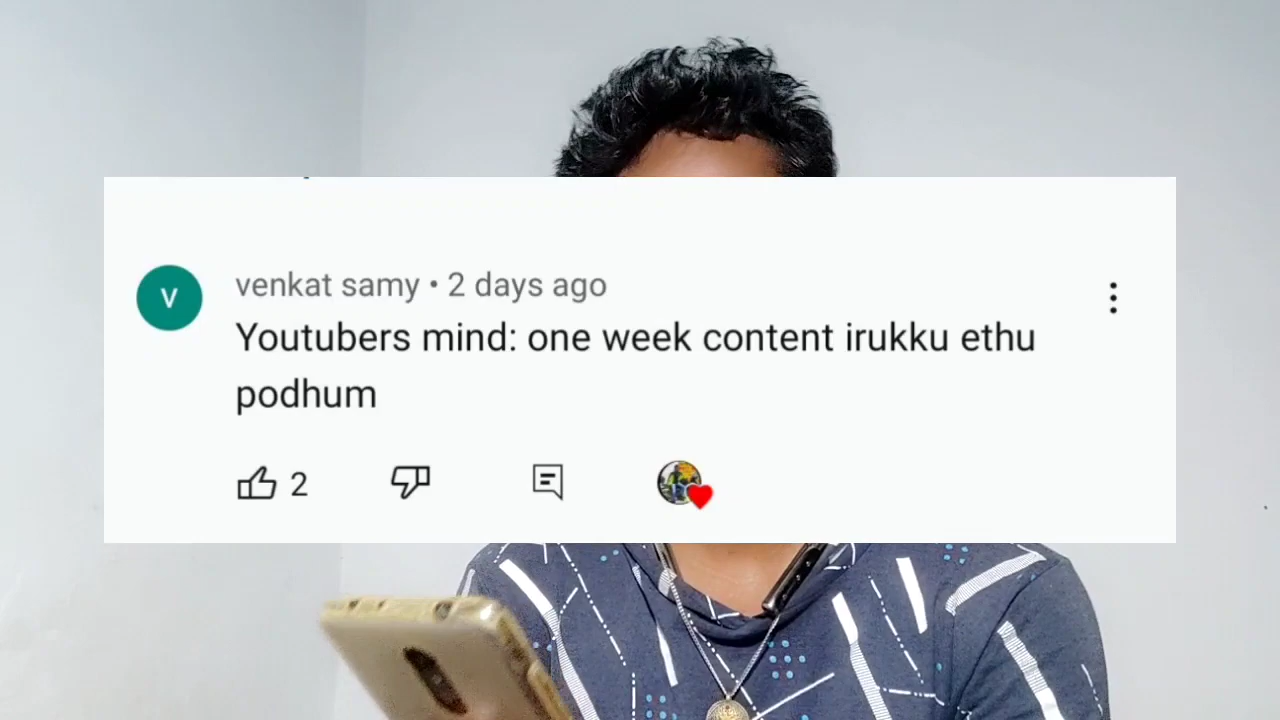 V
venkat samy • 2 days ago
Youtubers mind: one week content irukku ethu
podhum
2